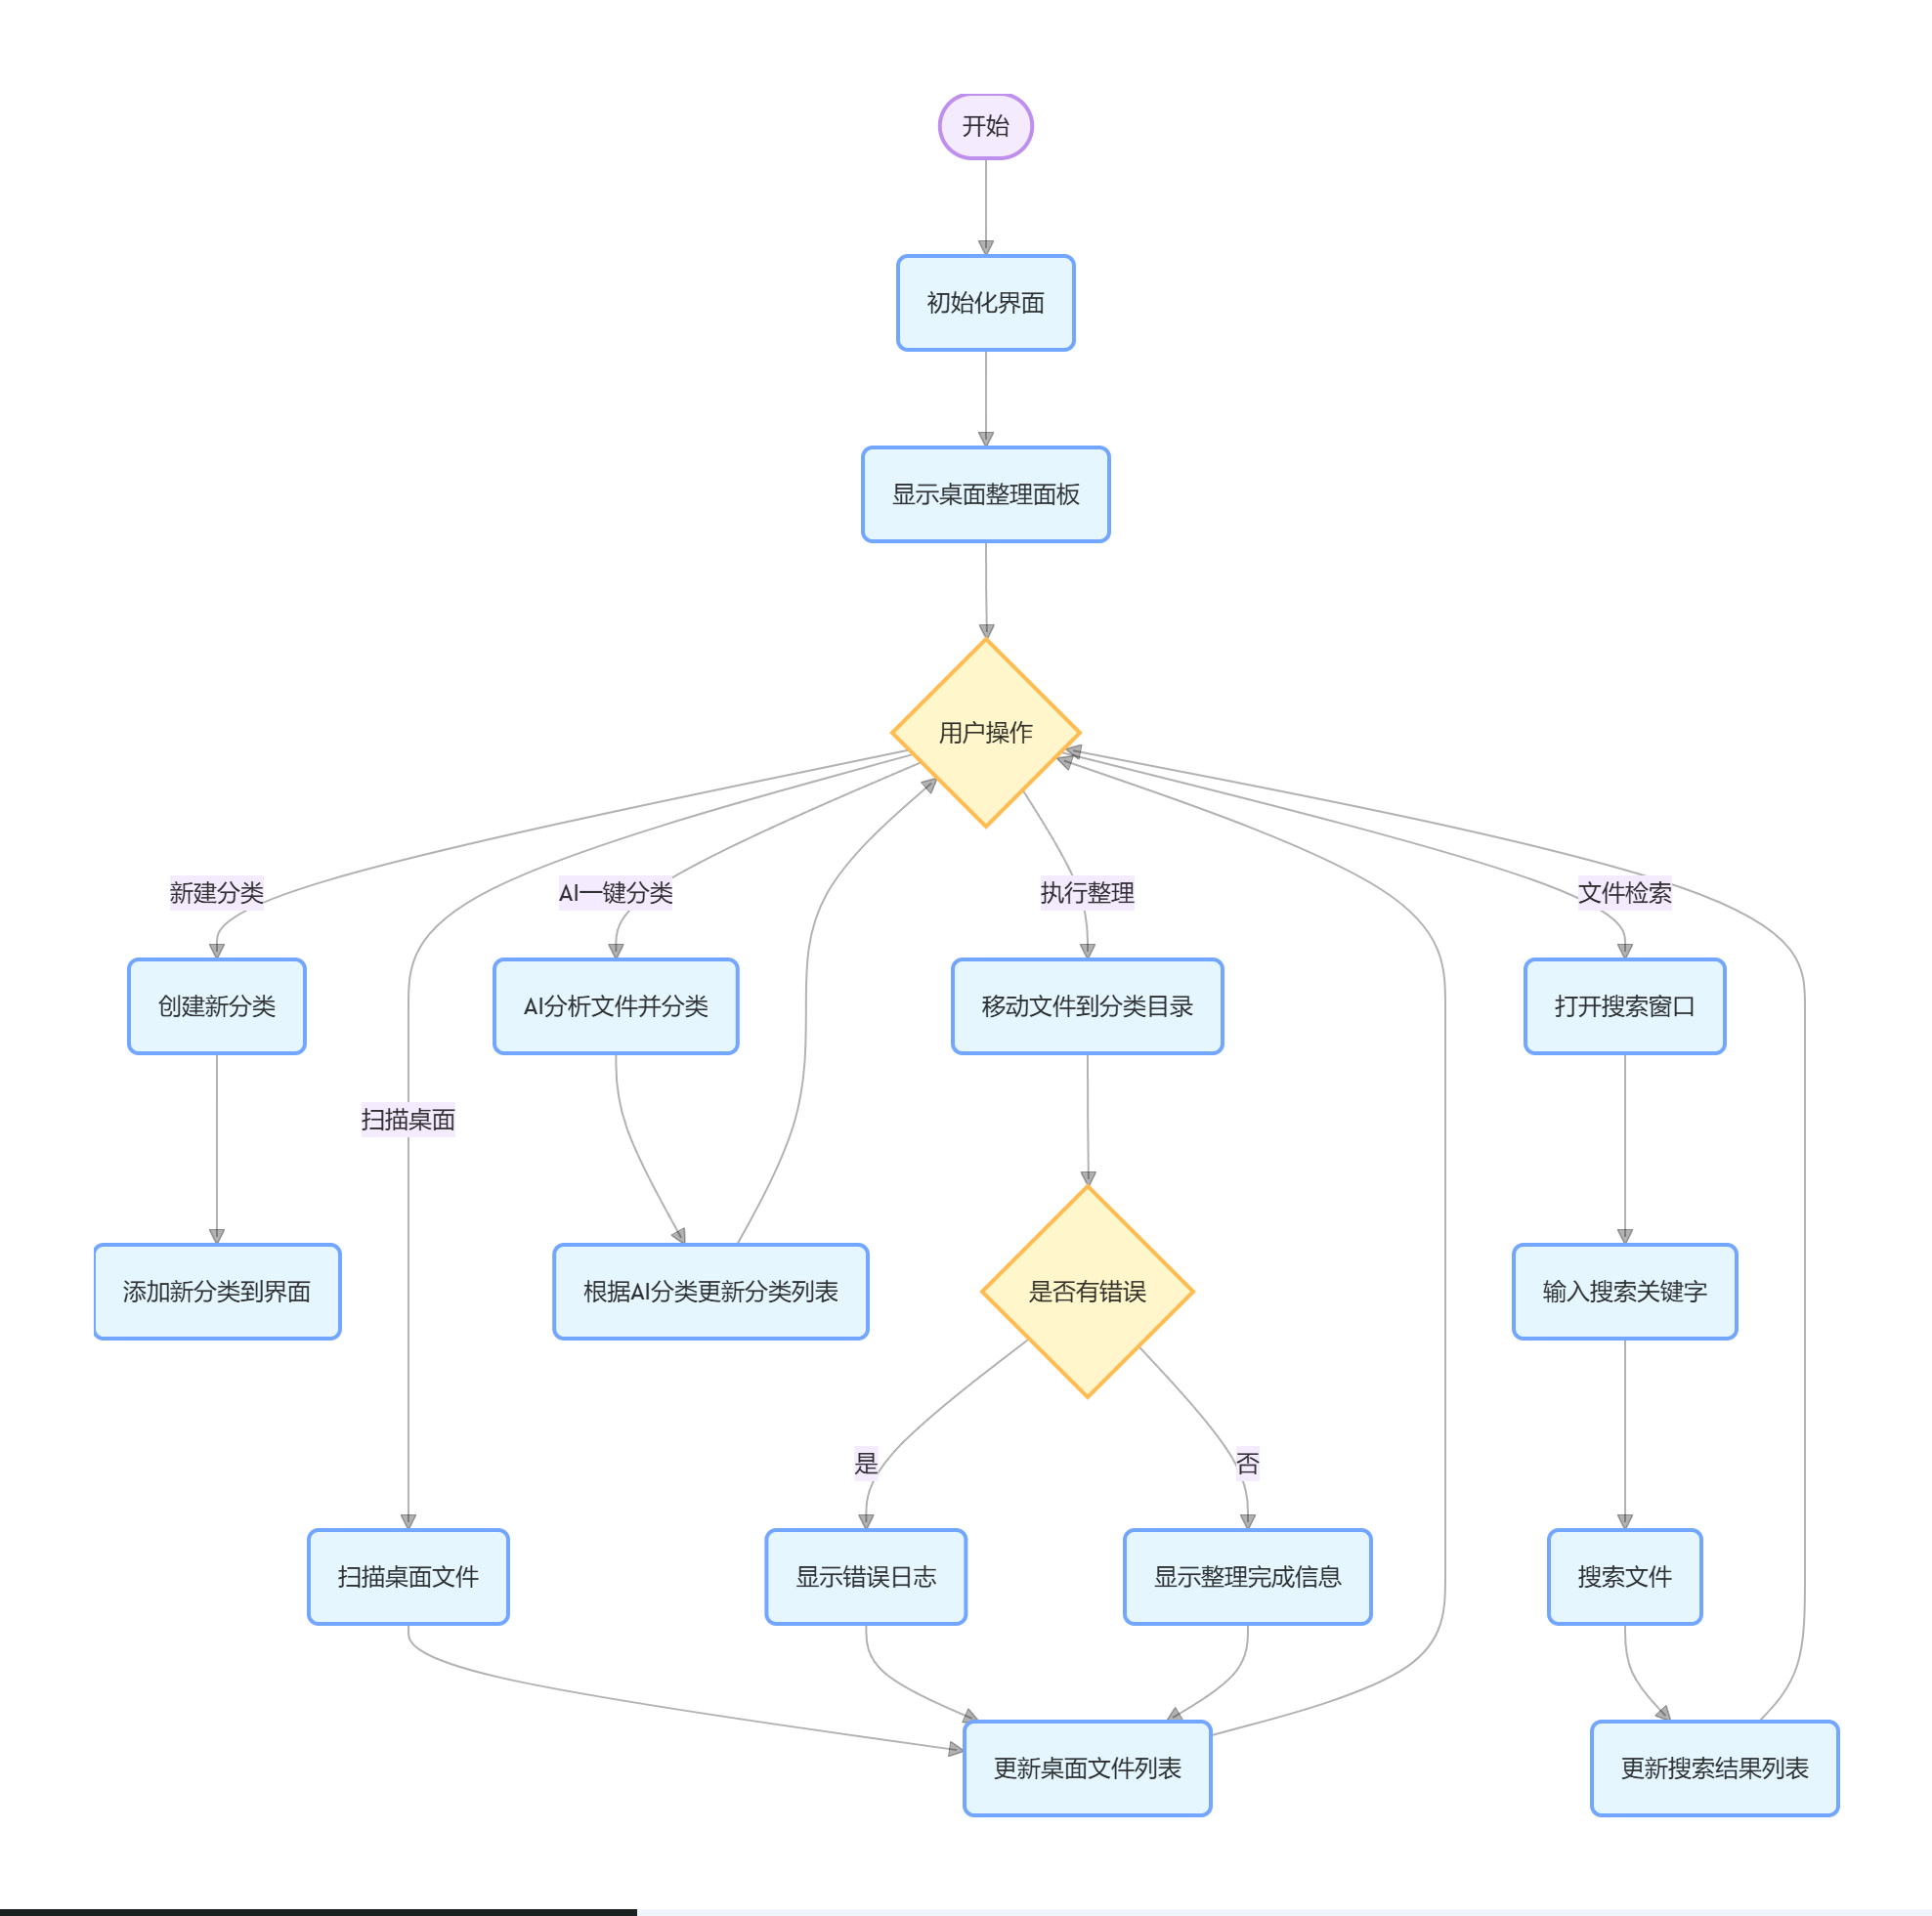 开始
初始化界面
显示桌面整理面板
用户操作
新建分类
AI一键分类
执行整理
文件检索
创建新分类
AI分析文件并分类
移动文件到分类目录
打开搜索窗口
扫描桌面
添加新分类到界面
根据AI分类更新分类列表
是否有错误
输入搜索关键字
是
否
扫描桌面文件
显示错误日志
显示整理完成信息
搜索文件
更新桌面文件列表
更新搜索结果列表